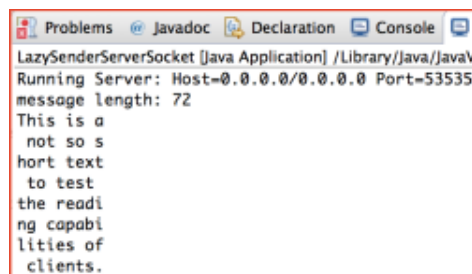 Problems @ Javadoc Declaration Console
LazySenderServerSocket [Java Application] /Library/Java/JavaV
Running Server: Host=0.0.0.0/0.0.0.0 Port=53535
message length: 72
This is a
 not so s
hort text
 to test
the readi
ng capabi
lities of
 clients.